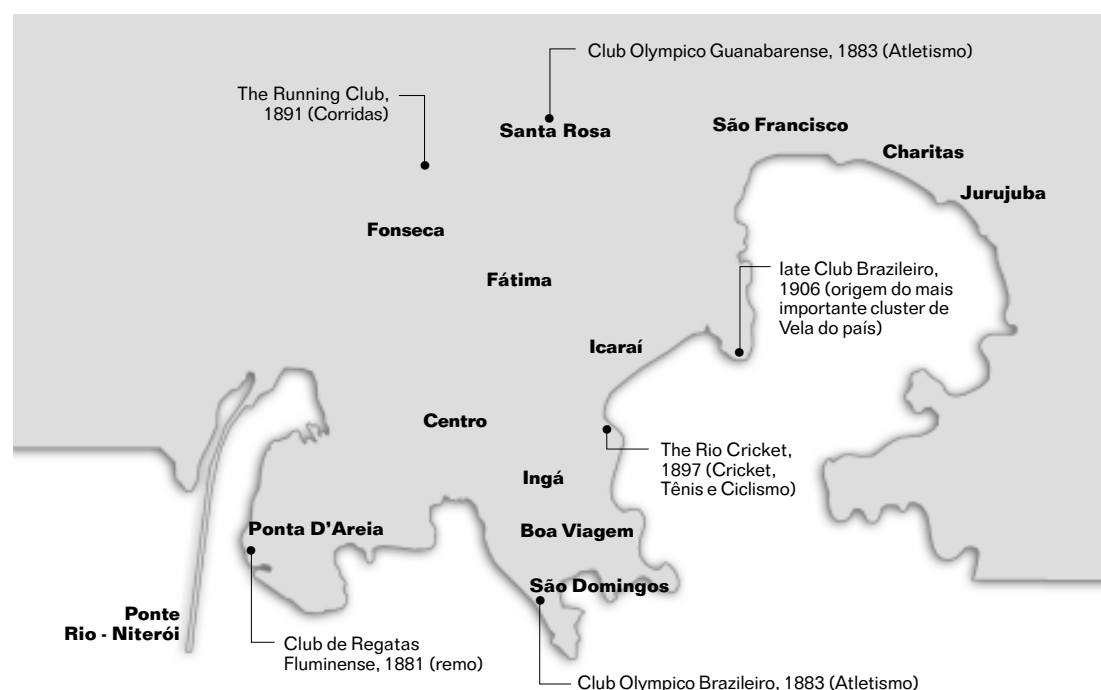 Club Olympico Guanabarense, 1883 (Atletismo)
The Running Club,
1891 (Corridas)
Santa Rosa
São Francisco
Charitas
Jurujuba
Fonseca
Fátima
Iate Club Brazileiro,
1906 (origem do mais
importante cluster de
Vela do país)
Icaraí
Centro
The Rio Cricket,
1897 (Cricket,
Tênis e Ciclismo)
Ingá
Ponta D'Areia
Boa Viagem
São Domingos
Ponte
Rio - Niterói
Club de Regatas
Fluminense, 1881 (remo)
Club Olympico Brazileiro, 1883 (Atletismo)